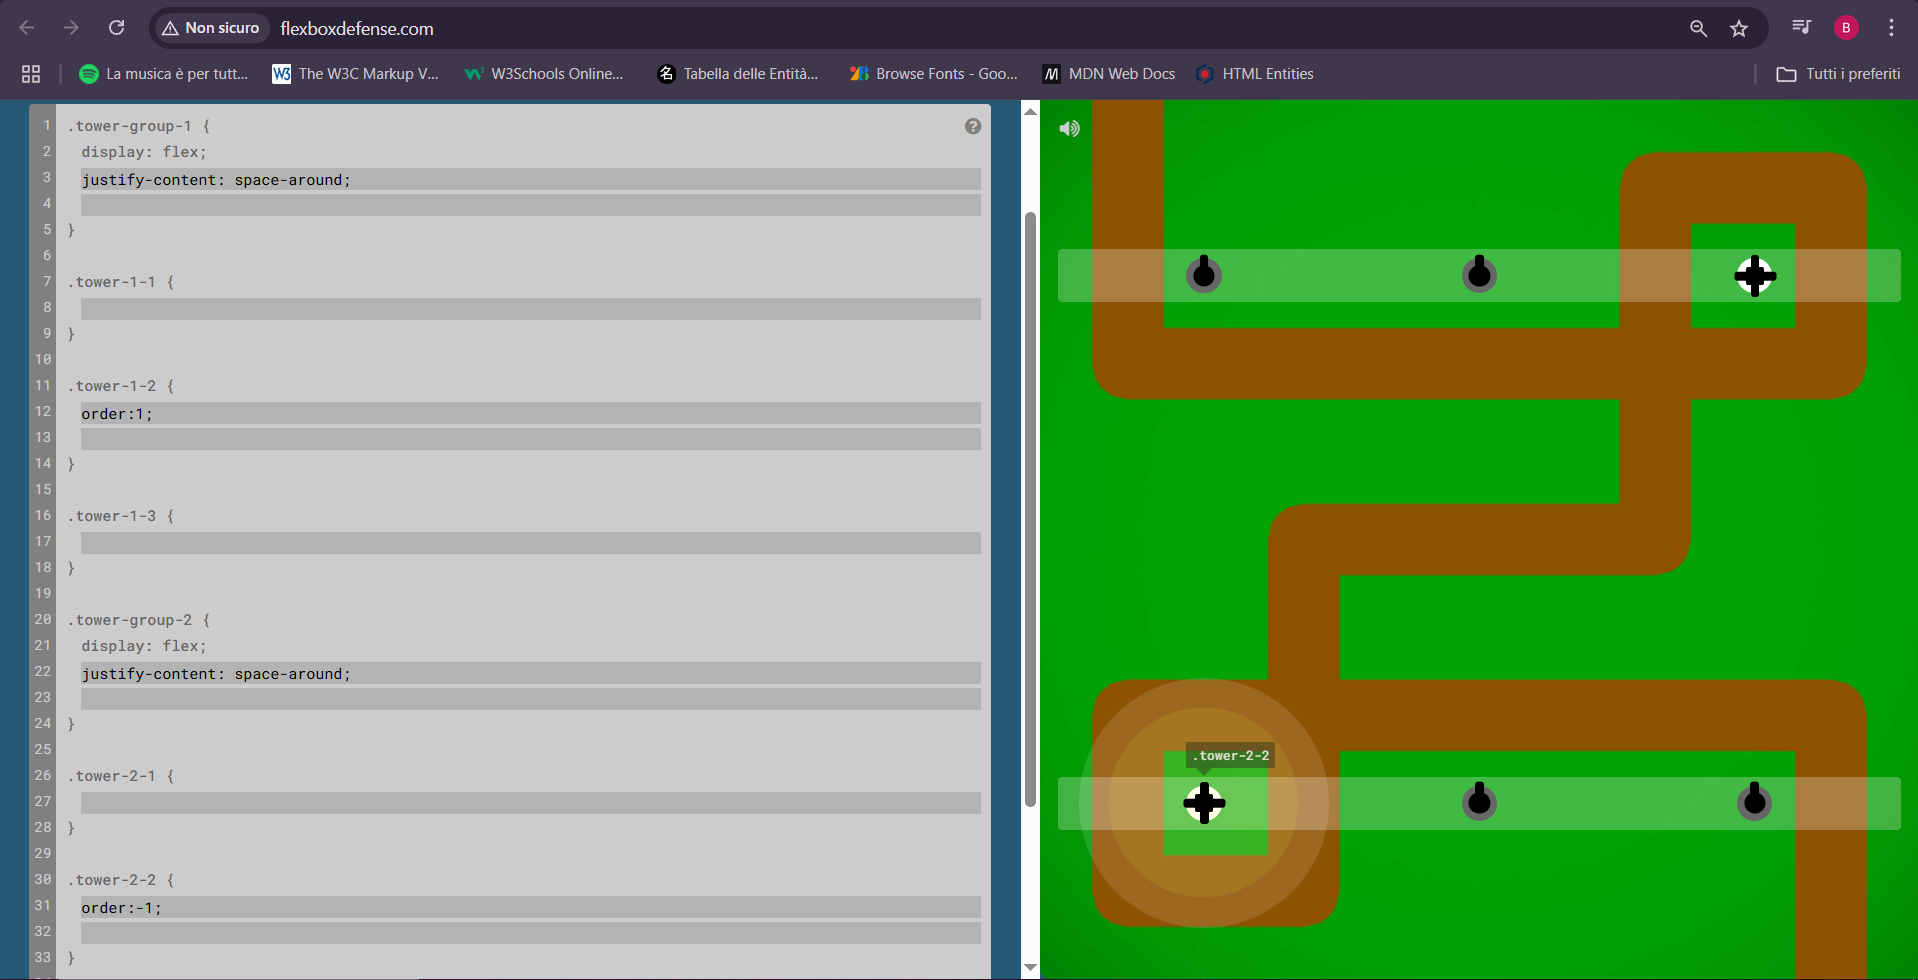 Non sicuro
flexboxdefense.com
B
La musica è per tutt...
W3 The W3C Markup V...
W3Schools Online...
名 Tabella delle Entità...
Browse Fonts - Goo...
M MDN Web Docs
HTML Entities
Tutti i preferiti
1 .tower-group-1 {
?
2 display: flex;
3 justify-content: space-around;
4
5 }
6
7 .tower-1-1 {
8
9 }
10
11 .tower-1-2 {
12 order:1;
13
14 }
15
16 .tower-1-3 {
17
18 }
19
20 .tower-group-2 {
21 display: flex;
22 justify-content: space-around;
23
24 }
25
26 .tower-2-1 {
27
28 }
29
30 .tower-2-2 {
31 order:-1;
32
33 }
.tower-2-2